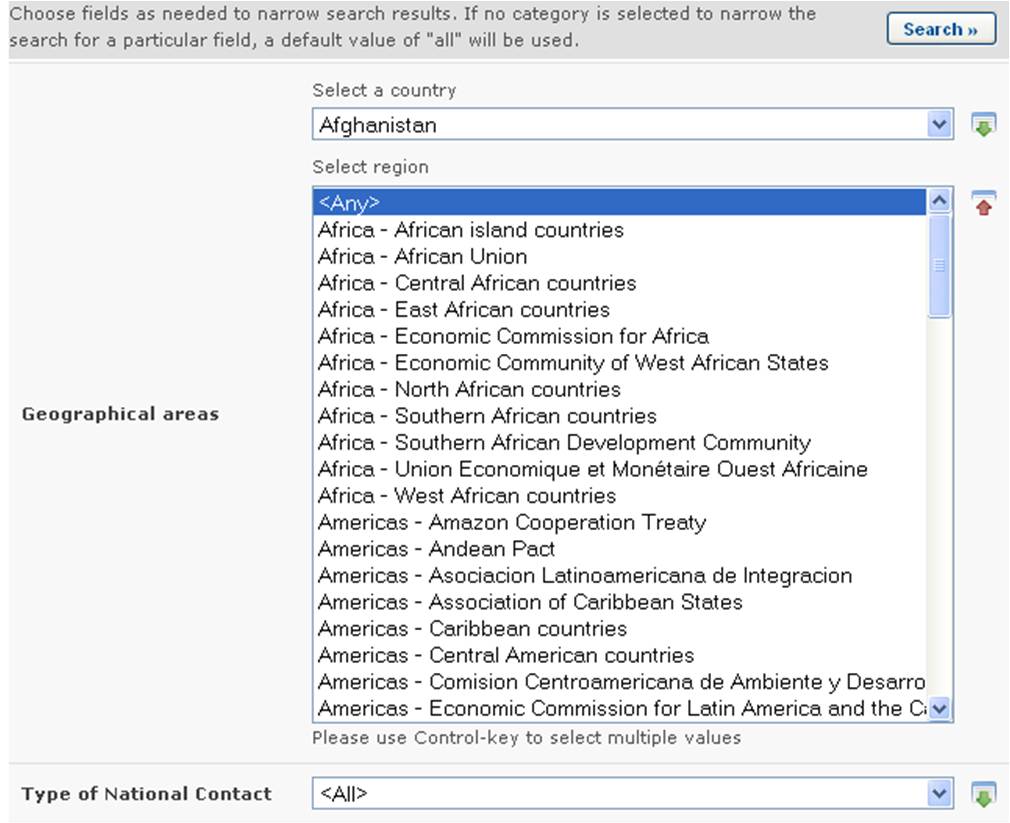 Choose fields as needed to narrow search results. If no category is selected to narrow the
search for a particular field, a default value of "all" will be used.
Search »
Select a country
Afghanistan
Select region
<Any>
Africa - African island countries
Africa - African Union
Africa - Central African countries
Africa - East African countries
Africa - Economic Commission for Africa
Africa - Economic Community of West African States
Africa - North African countries
Geographical areas
Africa - Southern African countries
Africa - Southern African Development Community
Africa - Union Economique et Monétaire Ouest Africaine
Africa - West African countries
Americas - Amazon Cooperation Treaty
Americas - Andean Pact
Americas - Asociacion Latinoamericana de Integracion
Americas - Association of Caribbean States
Americas - Caribbean countries
Americas - Central American countries
Americas - Comision Centroamericana de Ambiente y Desarro
Americas - Economic Commission for Latin America and the
Please use Control-key to select multiple values
Type of National Contact
<All>